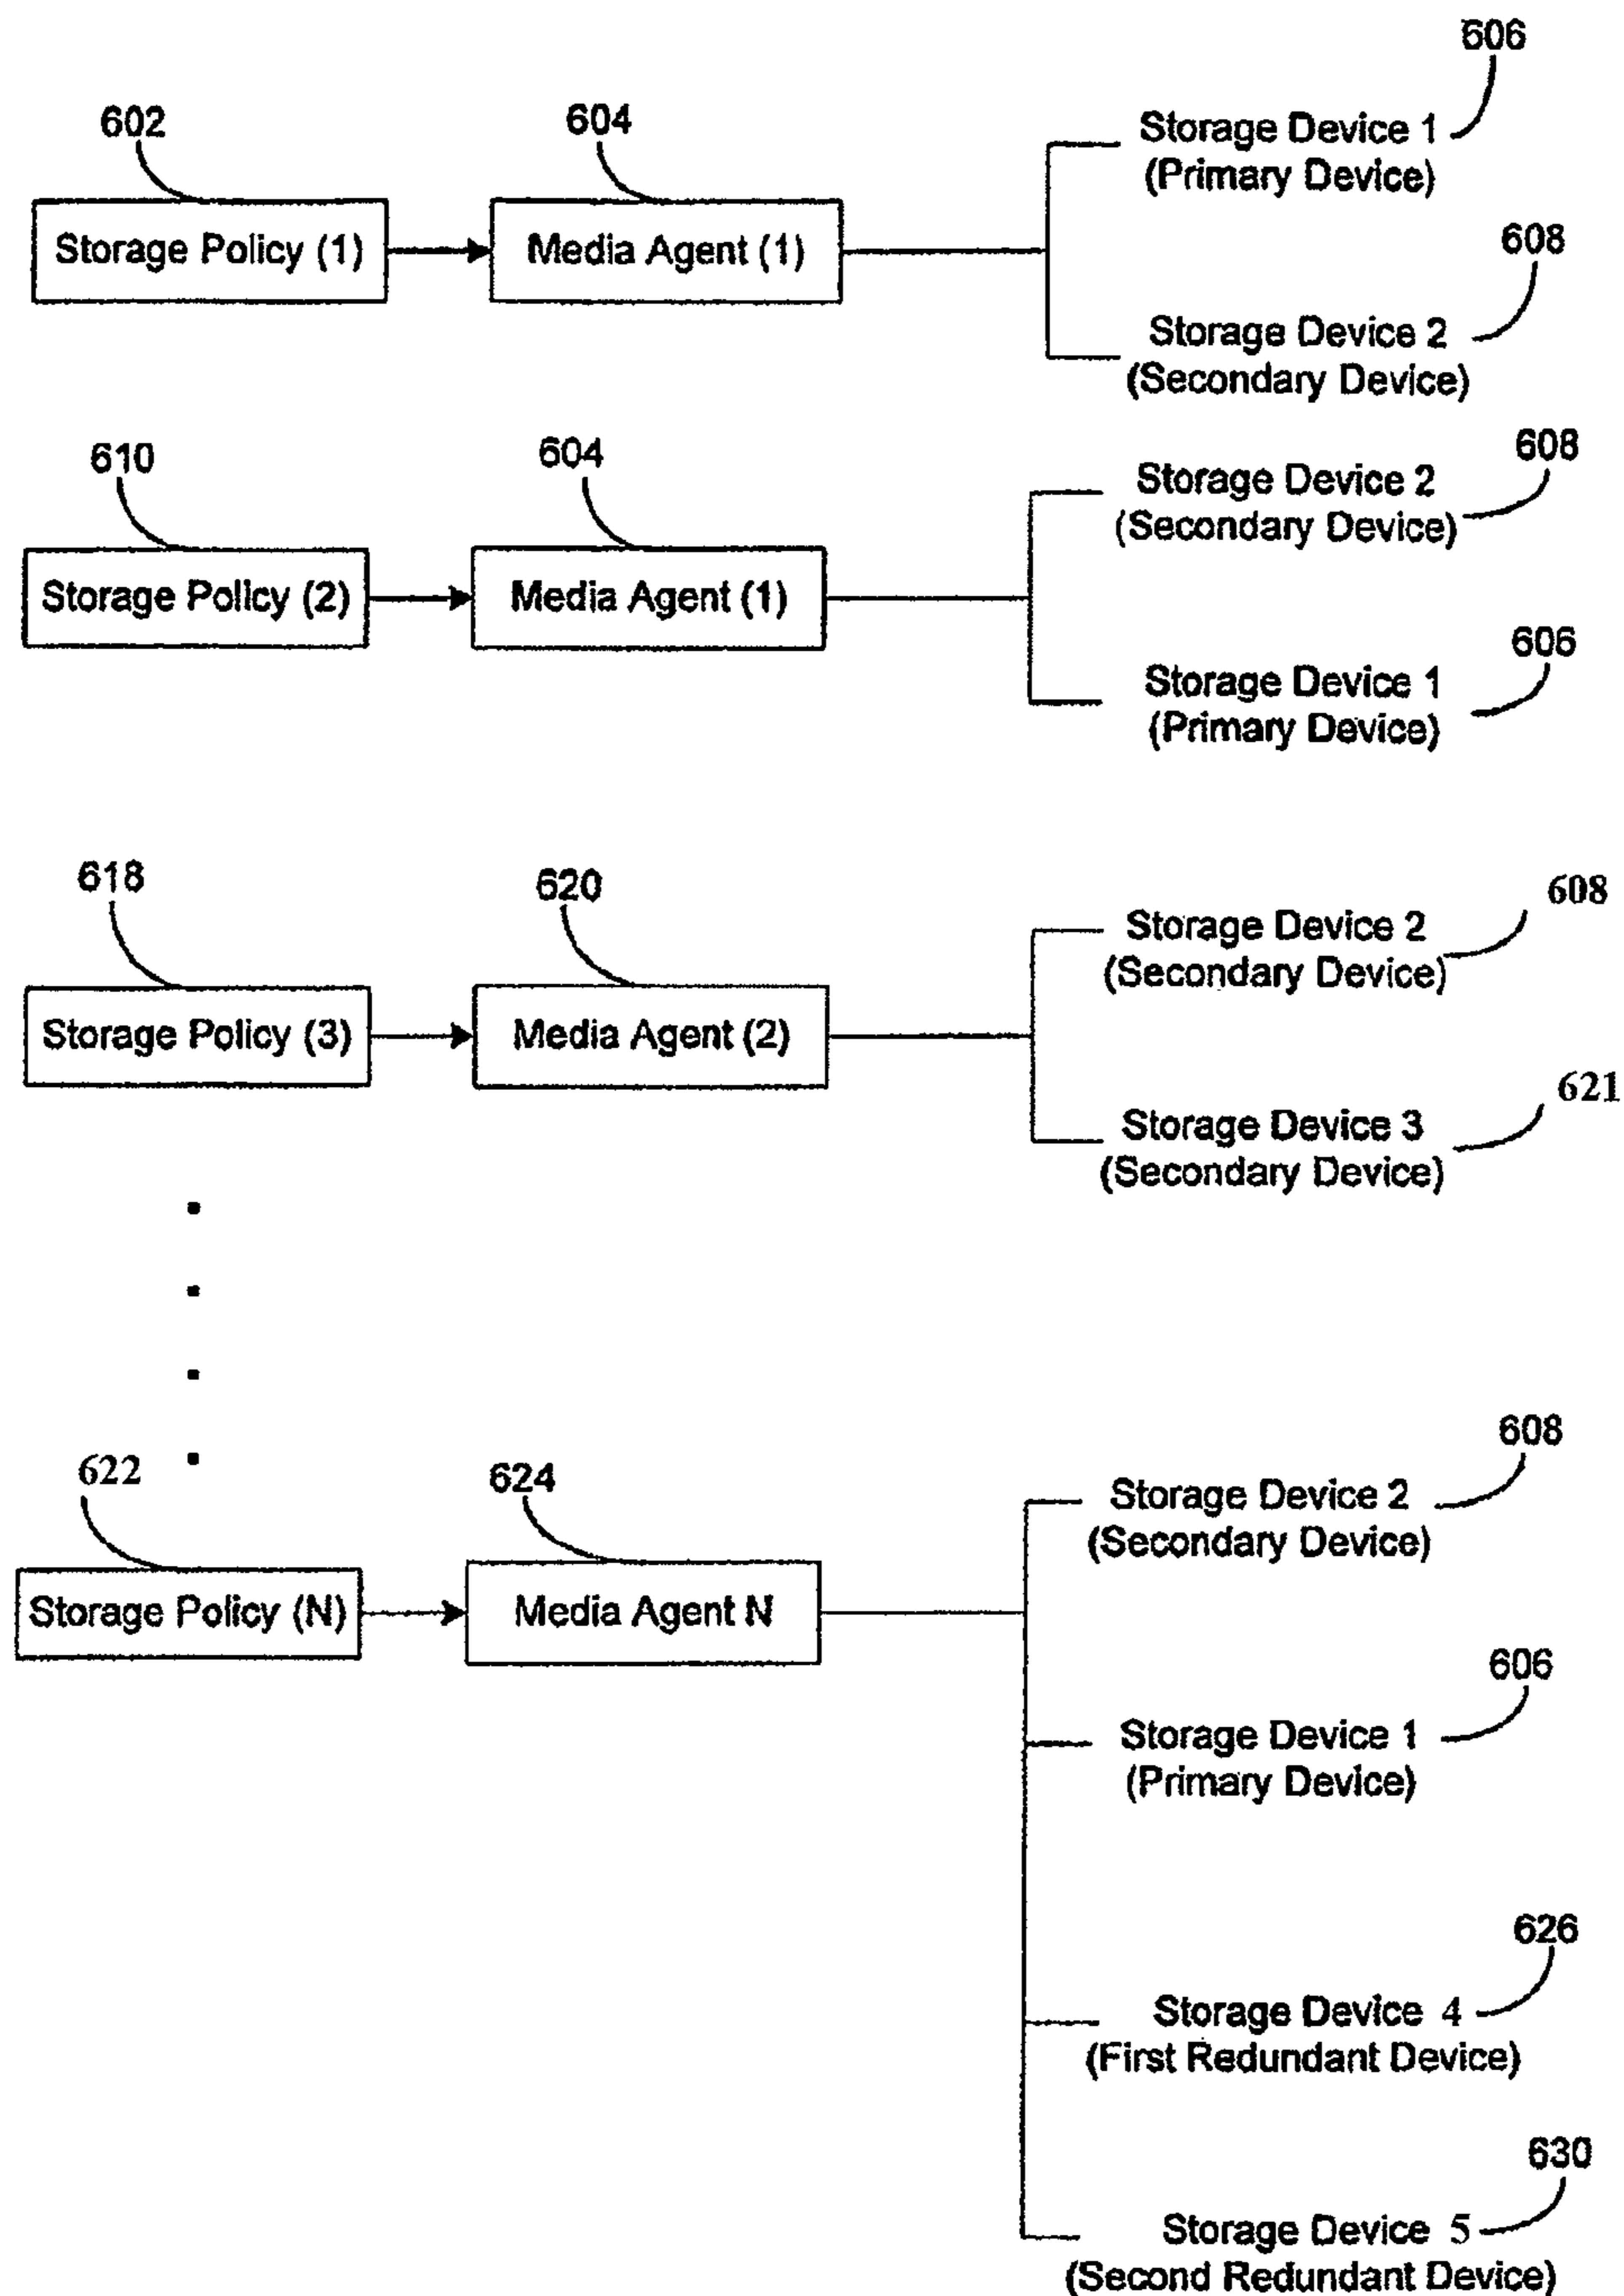 606
602
604
Storage Device 1
(Primary Device)
Storage Policy (1)
Media Agent (1)
608
Storage Device 2
(Secondary Device)
610
604
608
Storage Device 2
(Secondary Device)
Storage Policy (2)
Media Agent (1)
606
Storage Device 1
(Primary Device)
618
620
608
Storage Device 2
(Secondary Device)
Storage Policy (3)
Media Agent (2)
621
Storage Device 3
(Secondary Device)
622
624
608
Storage Device 2
(Secondary Device)
Storage Policy (N)
Media Agent N
606
Storage Device 1
(Primary Device)
626
Storage Device 4
(First Redundant Device)
630
Storage Device 5
(Second Redundant Device)